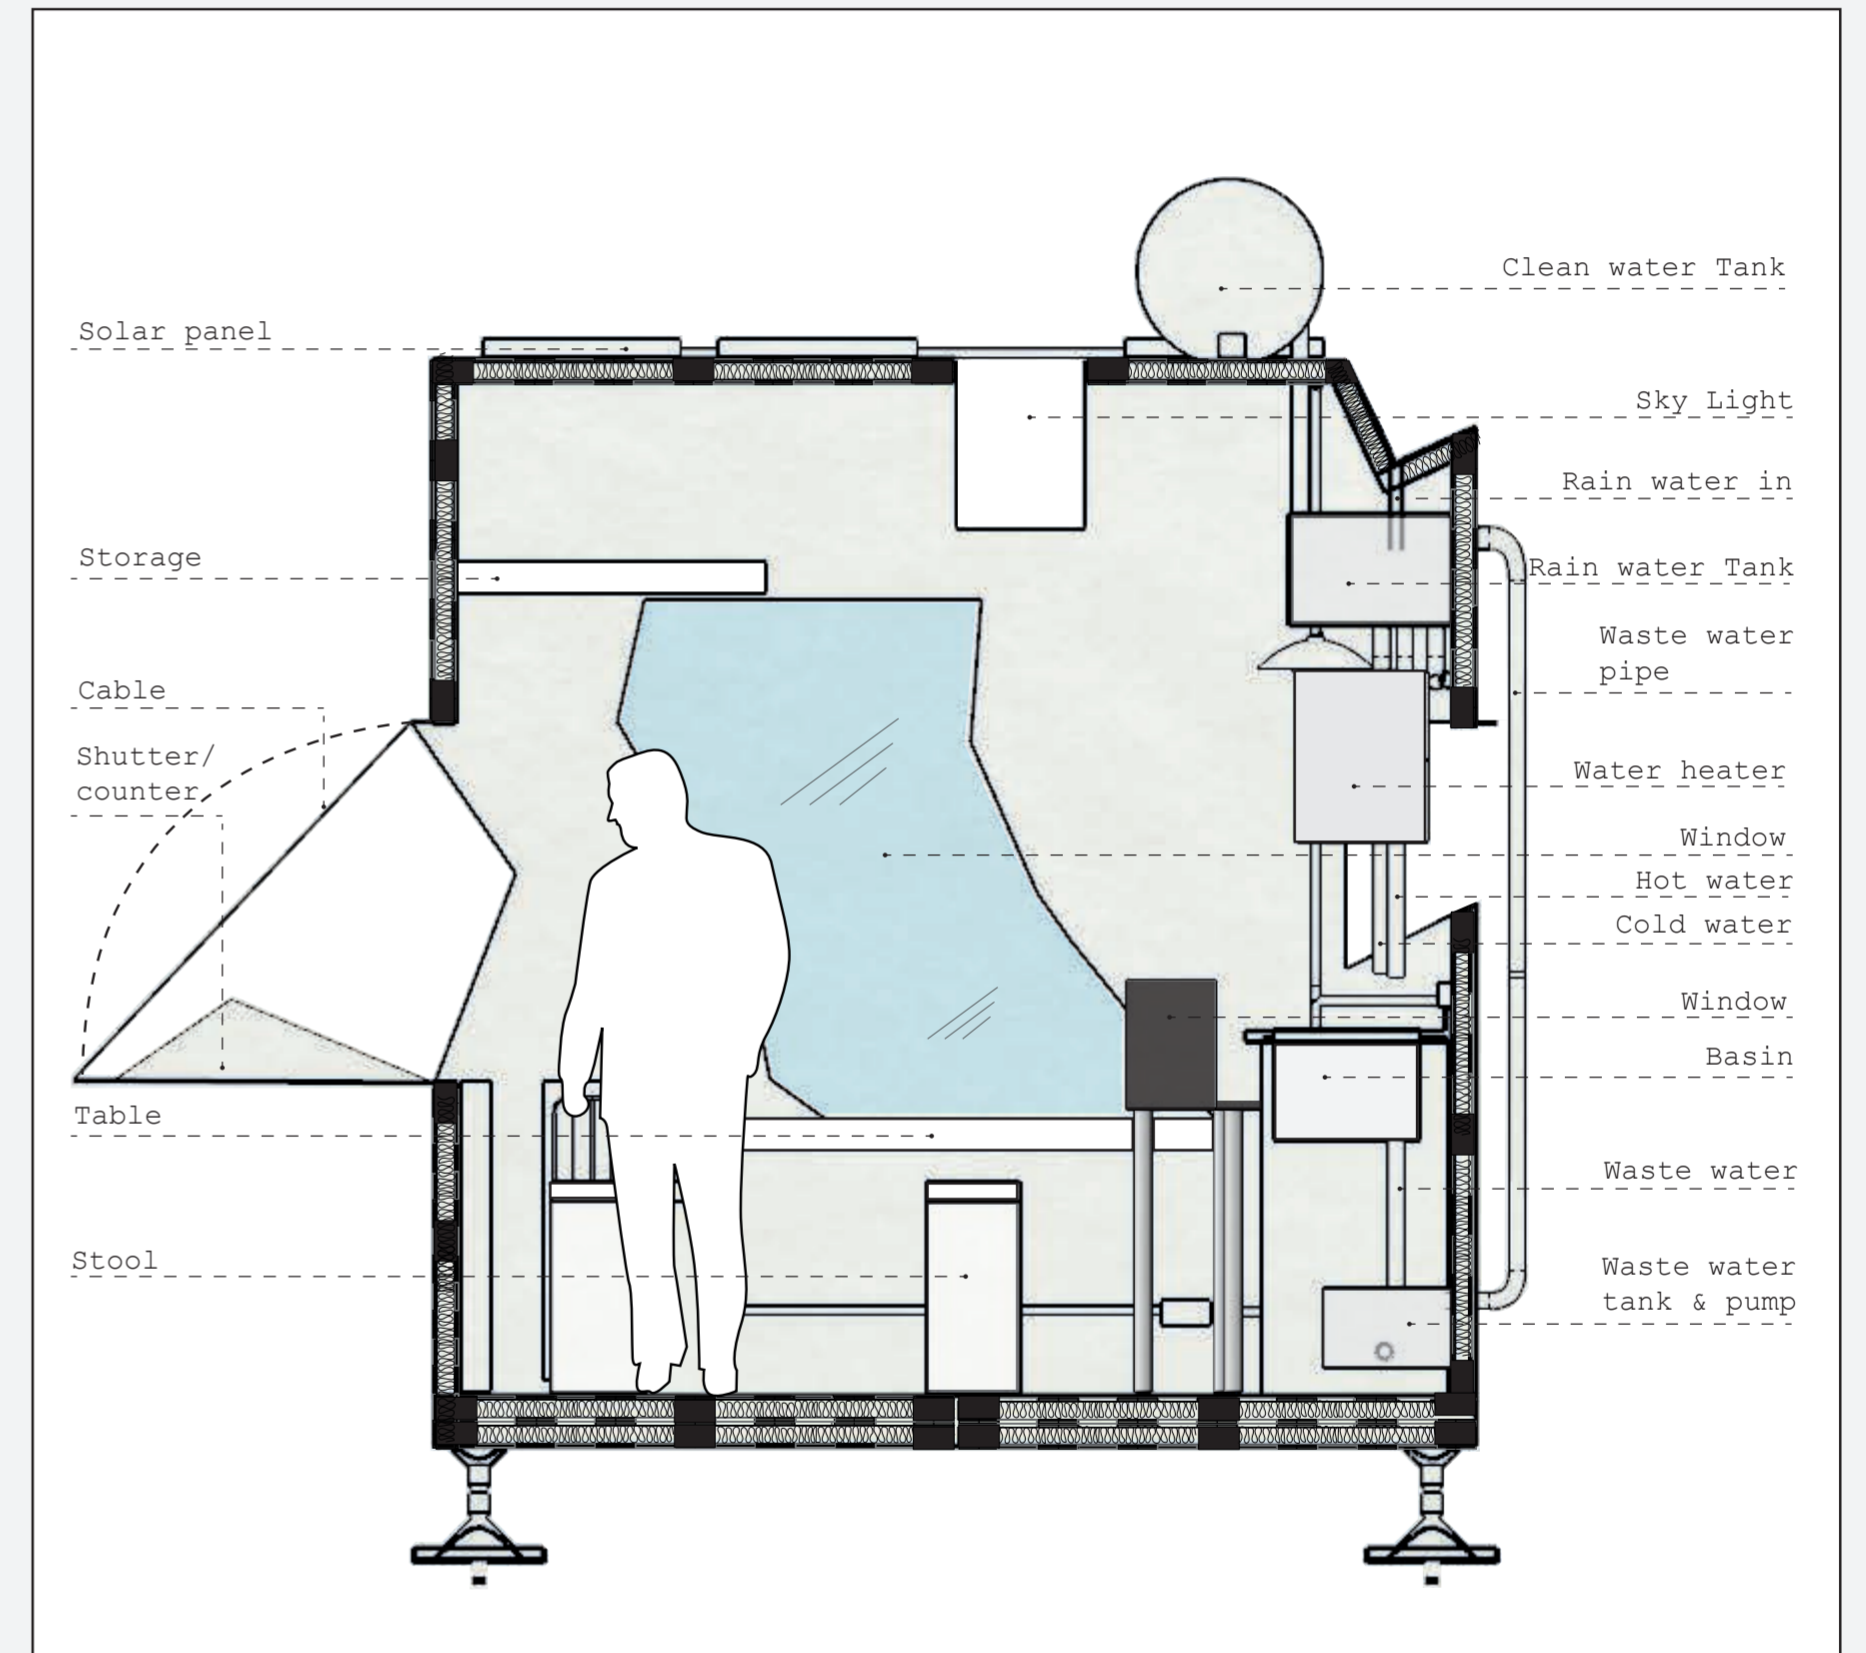 Solar panel
Storage
Cable
Shutter/
counter
Table
Stool
Clean water Tank
Sky Light
Rain water in
Rain water Tank
Waste water
pipe
Water heater
Window
Hot water
Cold water
Window
Basin
Waste water
Waste water
tank & pump